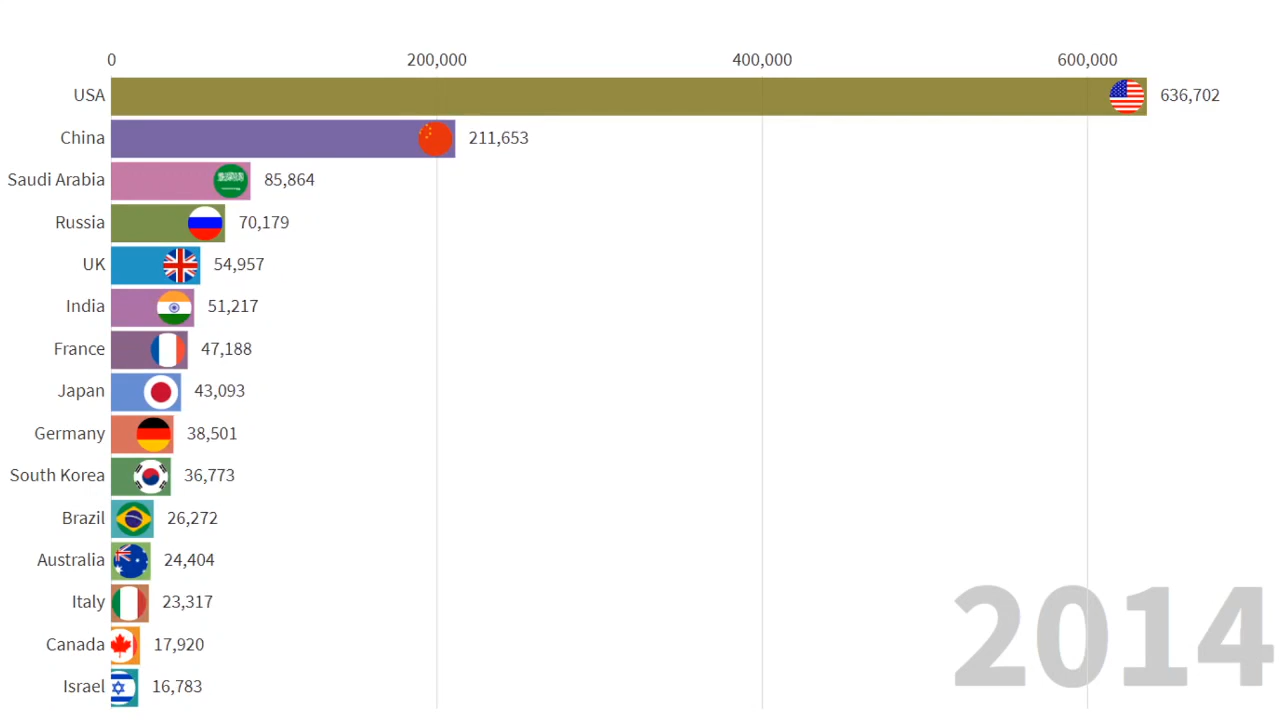 0 200,000 400,000 600,000
USA 636,702
China 211,653
Saudi Arabia 85,864
Russia 70,179
UK 54,957
India 51,217
France 47,188
Japan 43,093
Germany 38,501
South Korea 36,773
Brazil 26,272
Australia 24,404
Italy 23,317
Canada 17,920
Israel 16,783
2014